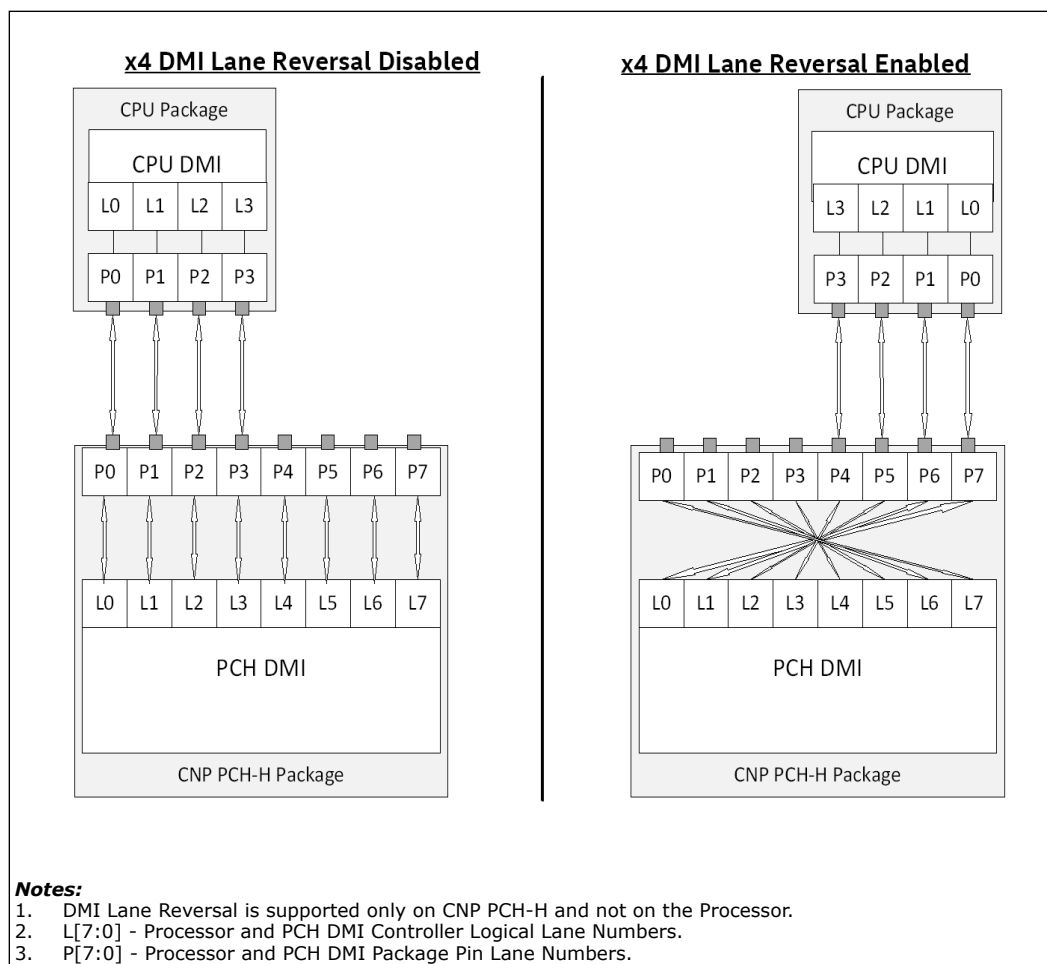 x4 DMI Lane Reversal Disabled
CPU Package
CPU DMI
L0 L1 L2 L3
P0 P1 P2 P3
P0 P1 P2 P3 P4 P5 P6 P7
L0 L1 L2 L3 L4 L5 L6 L7
PCH DMI
CNP PCH-H Package
x4 DMI Lane Reversal Enabled
CPU Package
CPU DMI
L3 L2 L1 L0
P3 P2 P1 P0
P0 P1 P2 P3 P4 P5 P6 P7
L0 L1 L2 L3 L4 L5 L6 L7
PCH DMI
CNP PCH-H Package
Notes:
1. DMI Lane Reversal is supported only on CNP PCH-H and not on the Processor.
2. L[7:0] - Processor and PCH DMI Controller Logical Lane Numbers.
3. P[7:0] - Processor and PCH DMI Package Pin Lane Numbers.